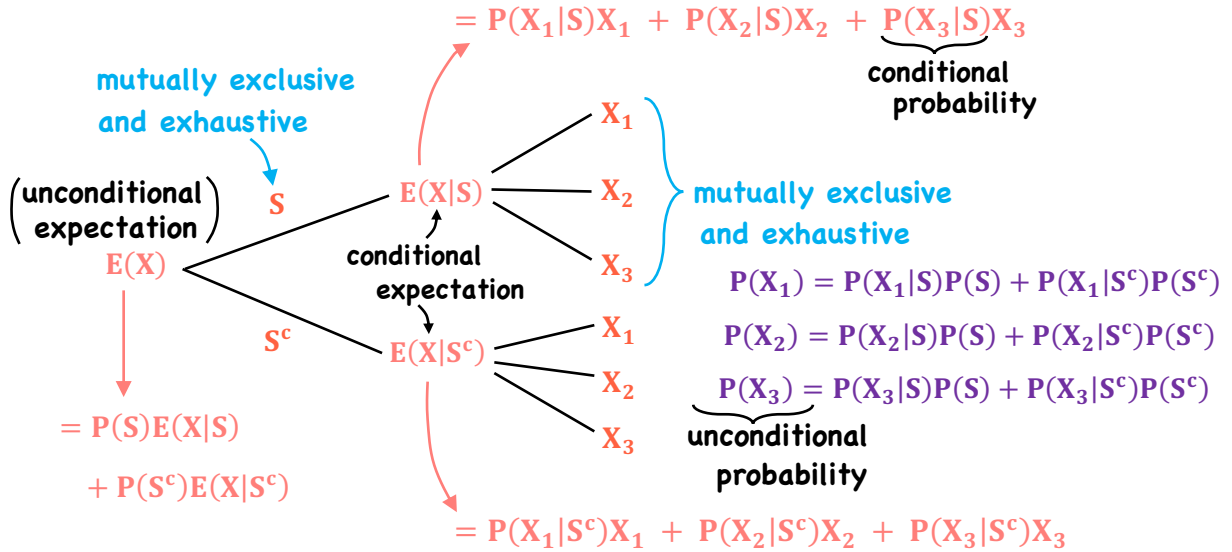 = P(X₁|S)X₁ + P(X₂|S)X₂ + P(X₃|S)X₃
conditional
probability
mutually exclusive
and exhaustive
(unconditional
expectation)
E(X)
S
Sᶜ
E(X|S)
conditional
expectation
E(X|Sᶜ)
X₁
X₂
X₃
mutually exclusive
and exhaustive
X₁
X₂
X₃
P(X₁) = P(X₁|S)P(S) + P(X₁|Sᶜ)P(Sᶜ)
P(X₂) = P(X₂|S)P(S) + P(X₂|Sᶜ)P(Sᶜ)
P(X₃) = P(X₃|S)P(S) + P(X₃|Sᶜ)P(Sᶜ)
unconditional
probability
= P(S)E(X|S)
+ P(Sᶜ)E(X|Sᶜ)
= P(X₁|Sᶜ)X₁ + P(X₂|Sᶜ)X₂ + P(X₃|Sᶜ)X₃